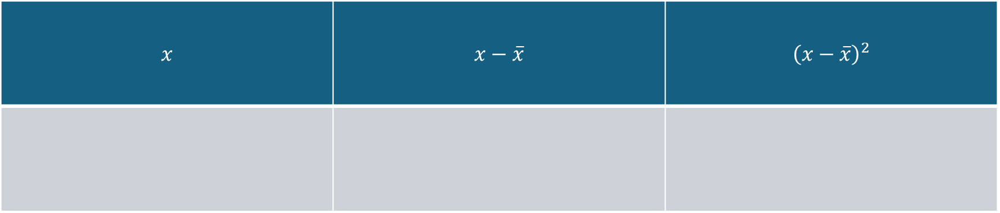 x
x − x̄
(x − x̄)²